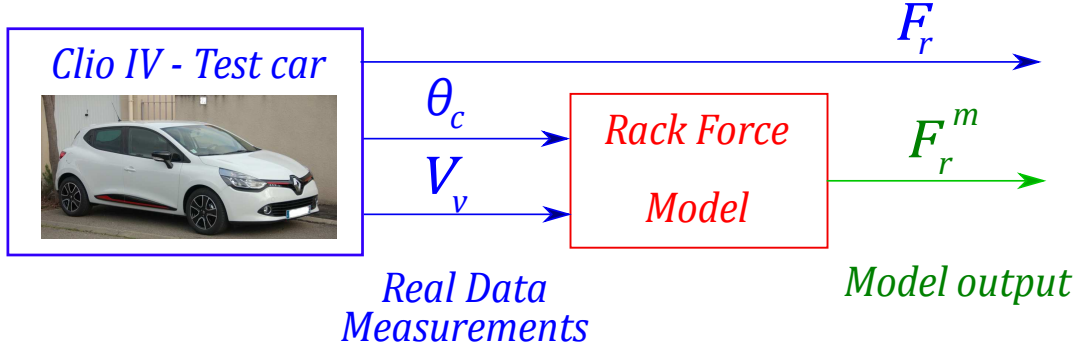 Clio IV - Test car
F_r
θ_c
V_v
Rack Force
Model
F_r^m
Real Data
Measurements
Model output